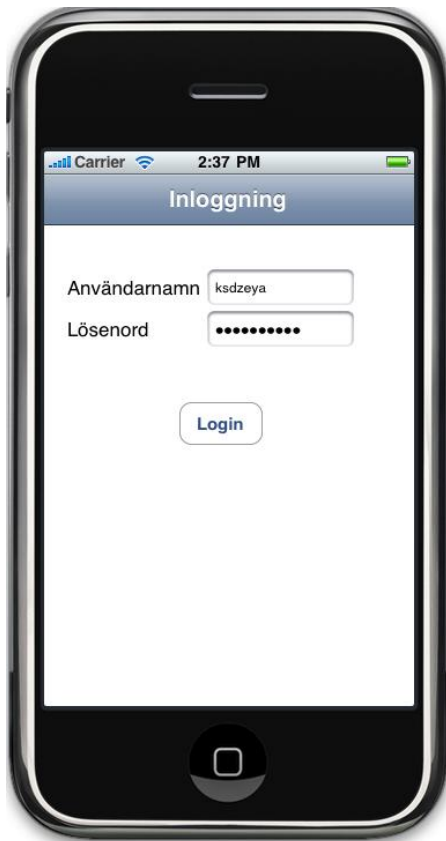 Carrier 2:37 PM
Inloggning
Användarnamn ksdzeya
Lösenord ••••••••••
Login